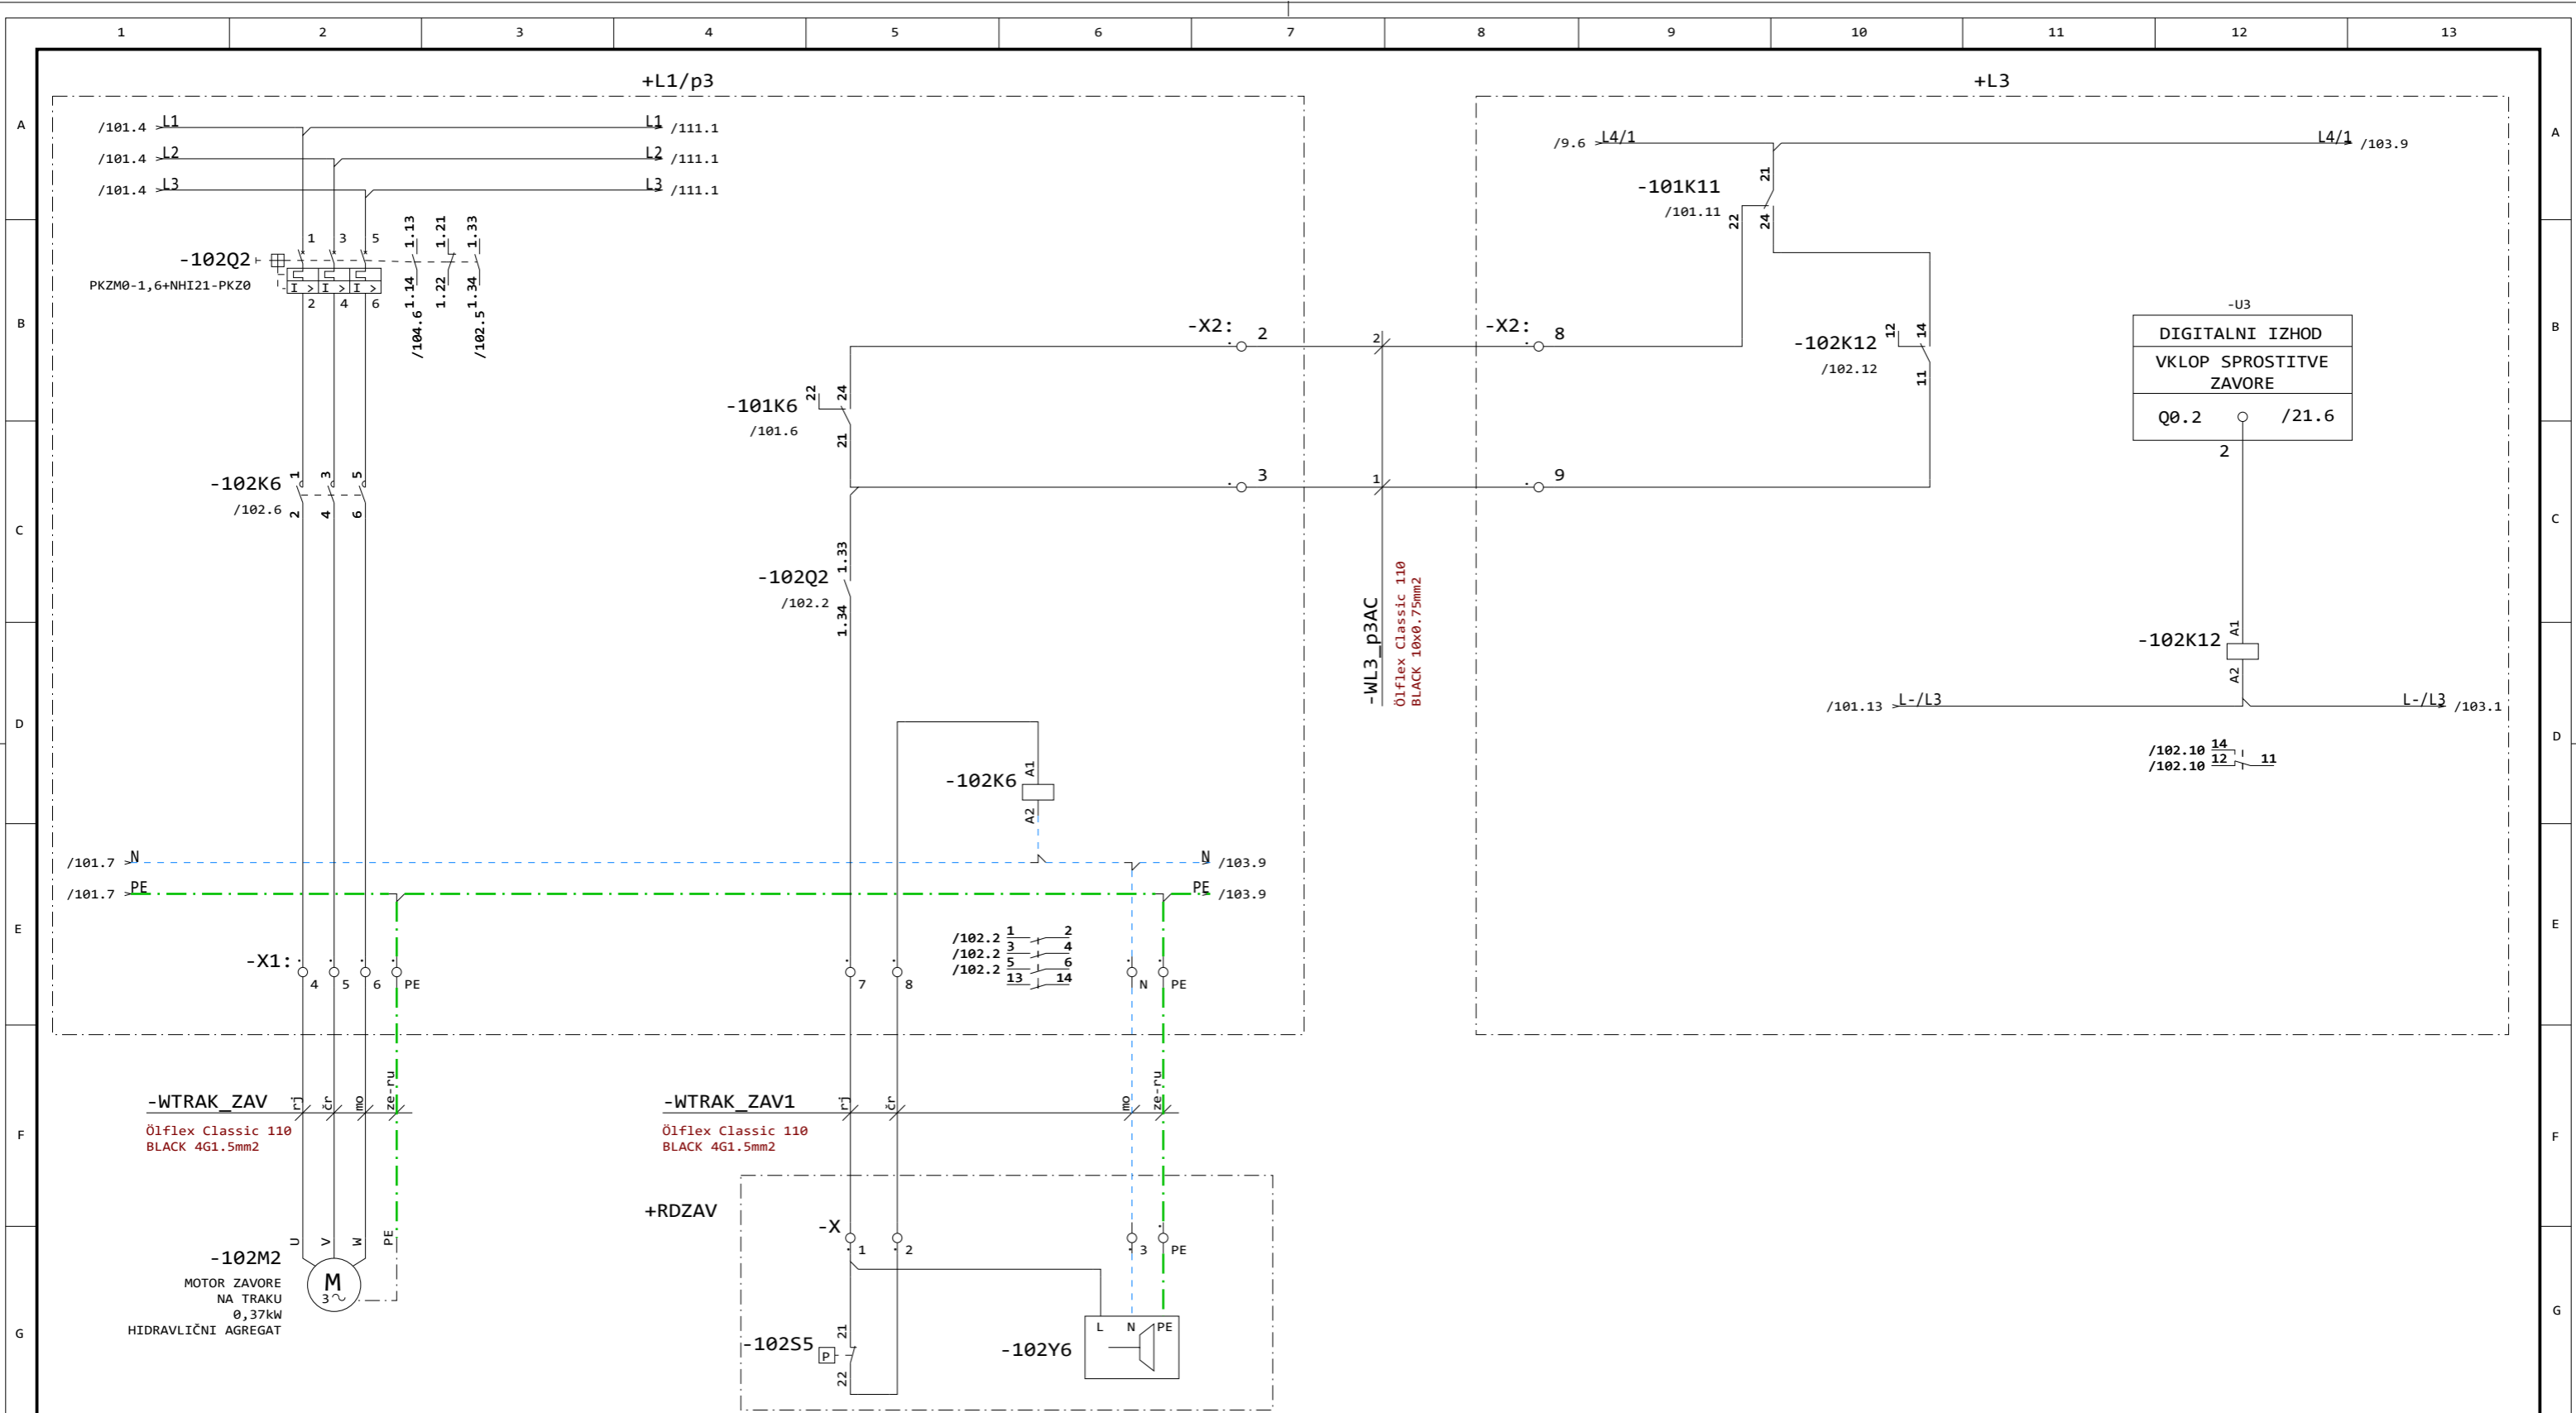 1 2 3 4 5 6 7 8 9 10 11 12 13
+L1/p3
+L3
A
A
/101.4 L1 L1 /111.1
/101.4 L2 L2 /111.1
/101.4 L3 L3 /111.1
/9.6 L4/1 L4/1 /103.9
-101K11
/101.11
21
22 24
1 3 5
1.13 1.21 1.33
-102Q2
PKZM0-1,6+NHI21-PKZ0
I > I > I >
2 4 6
1.14 1.22 1.34
/104.6 /102.5
B
B
-X2: 2
2
-X2: 8
-102K12
/102.12
12 14
11
-U3
DIGITALNI IZHOD
VKLOP SPROSTITVE
ZAVORE
Q0.2 /21.6
2
-101K6
/101.6
22 24
21
3
1
9
-102K6
/102.6
1 3 5
2 4 6
C
C
-102Q2
/102.2
1.33
1.34
-WL3_p3AC
Ölflex Classic 110
BLACK 10x0.75mm2
-102K12
A1
A2
/101.13 L-/L3 L-/L3 /103.1
D
D
/102.10 14
/102.10 12 11
-102K6
A1
A2
/101.7 N N /103.9
/101.7 PE PE /103.9
E
E
/102.2 1 2
/102.2 3 4
/102.2 5 6
13 14
-X1:
4 5 6 PE 7 8 N PE
-WTRAK_ZAV
rj čr mo ze-ru
Ölflex Classic 110
BLACK 4G1.5mm2
-WTRAK_ZAV1
rj čr mo ze-ru
Ölflex Classic 110
BLACK 4G1.5mm2
F
F
+RDZAV
-X
1 2 3 PE
U V W PE
-102M2
MOTOR ZAVORE
NA TRAKU
0,37kW
HIDRAVLIČNI AGREGAT
M
3
G
G
-102S5
P
21
22
-102Y6
L N PE